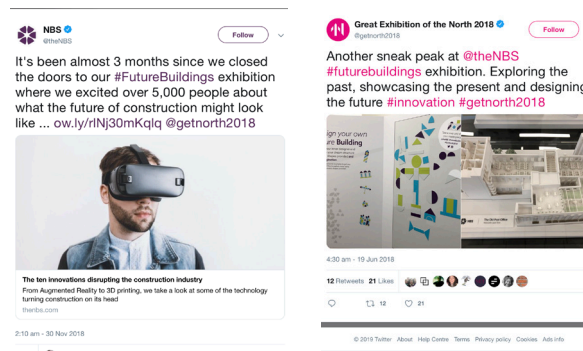 NBS
@theNBS
Follow
It's been almost 3 months since we closed
the doors to our #FutureBuildings exhibition
where we excited over 5,000 people about
what the future of construction might look
like ... ow.ly/rlNj30mKqlq @getnorth2018
The ten innovations disrupting the construction industry
From Augmented Reality to 3D printing, we take a look at some of the technology
turning construction on its head
thenbs.com
2:10 am - 30 Nov 2018
Great Exhibition of the North 2018
@getnorth2018
Follow
Another sneak peak at @theNBS
#futurebuildings exhibition. Exploring the
past, showcasing the present and designing
the future #innovation #getnorth2018
ign your own
re Building
4:30 am - 19 Jun 2018
12 Retweets 21 Likes
12 21
© 2019 Twitter About Help Centre Terms Privacy policy Cookies Ads info